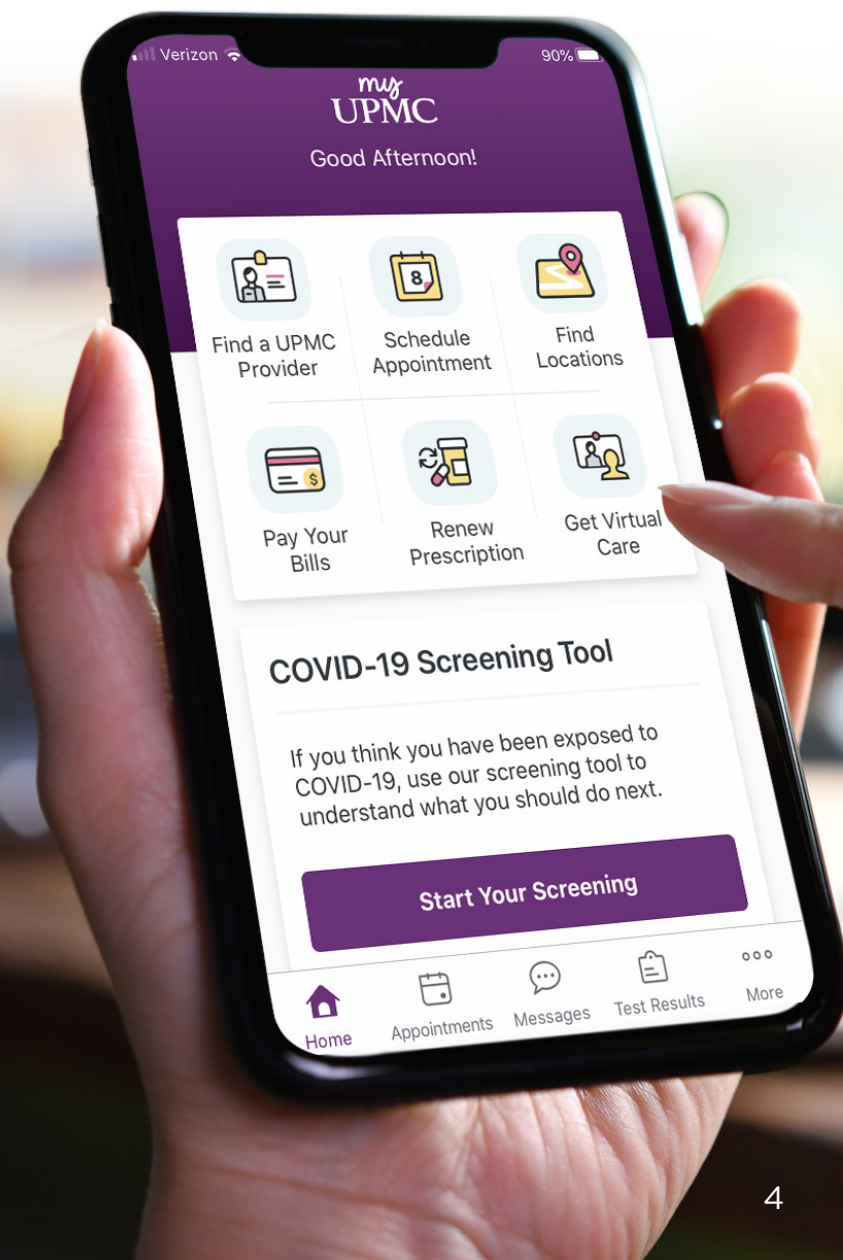 Verizon 90%
my
UPMC
Good Afternoon!
8
Find a UPMC
Provider
Schedule
Appointment
Find
Locations
$
Pay Your
Bills
Renew
Prescription
Get Virtual
Care
COVID-19 Screening Tool
If you think you have been exposed to
COVID-19, use our screening tool to
understand what you should do next.
Start Your Screening
Home
Appointments
Messages
Test Results
More
4